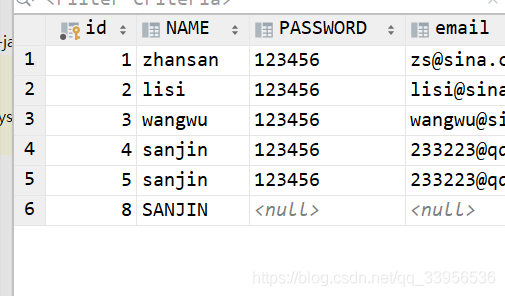 <Filter Criteria>
id NAME PASSWORD email
1 1 zhansan 123456 zs@sina.c
2 2 lisi 123456 lisi@sina
3 3 wangwu 123456 wangwu@si
4 4 sanjin 123456 233223@qq
5 5 sanjin 123456 233223@qq
6 8 SANJIN <null> <null>
-ja
ys
https://blog.csdn.net/qq_33956536